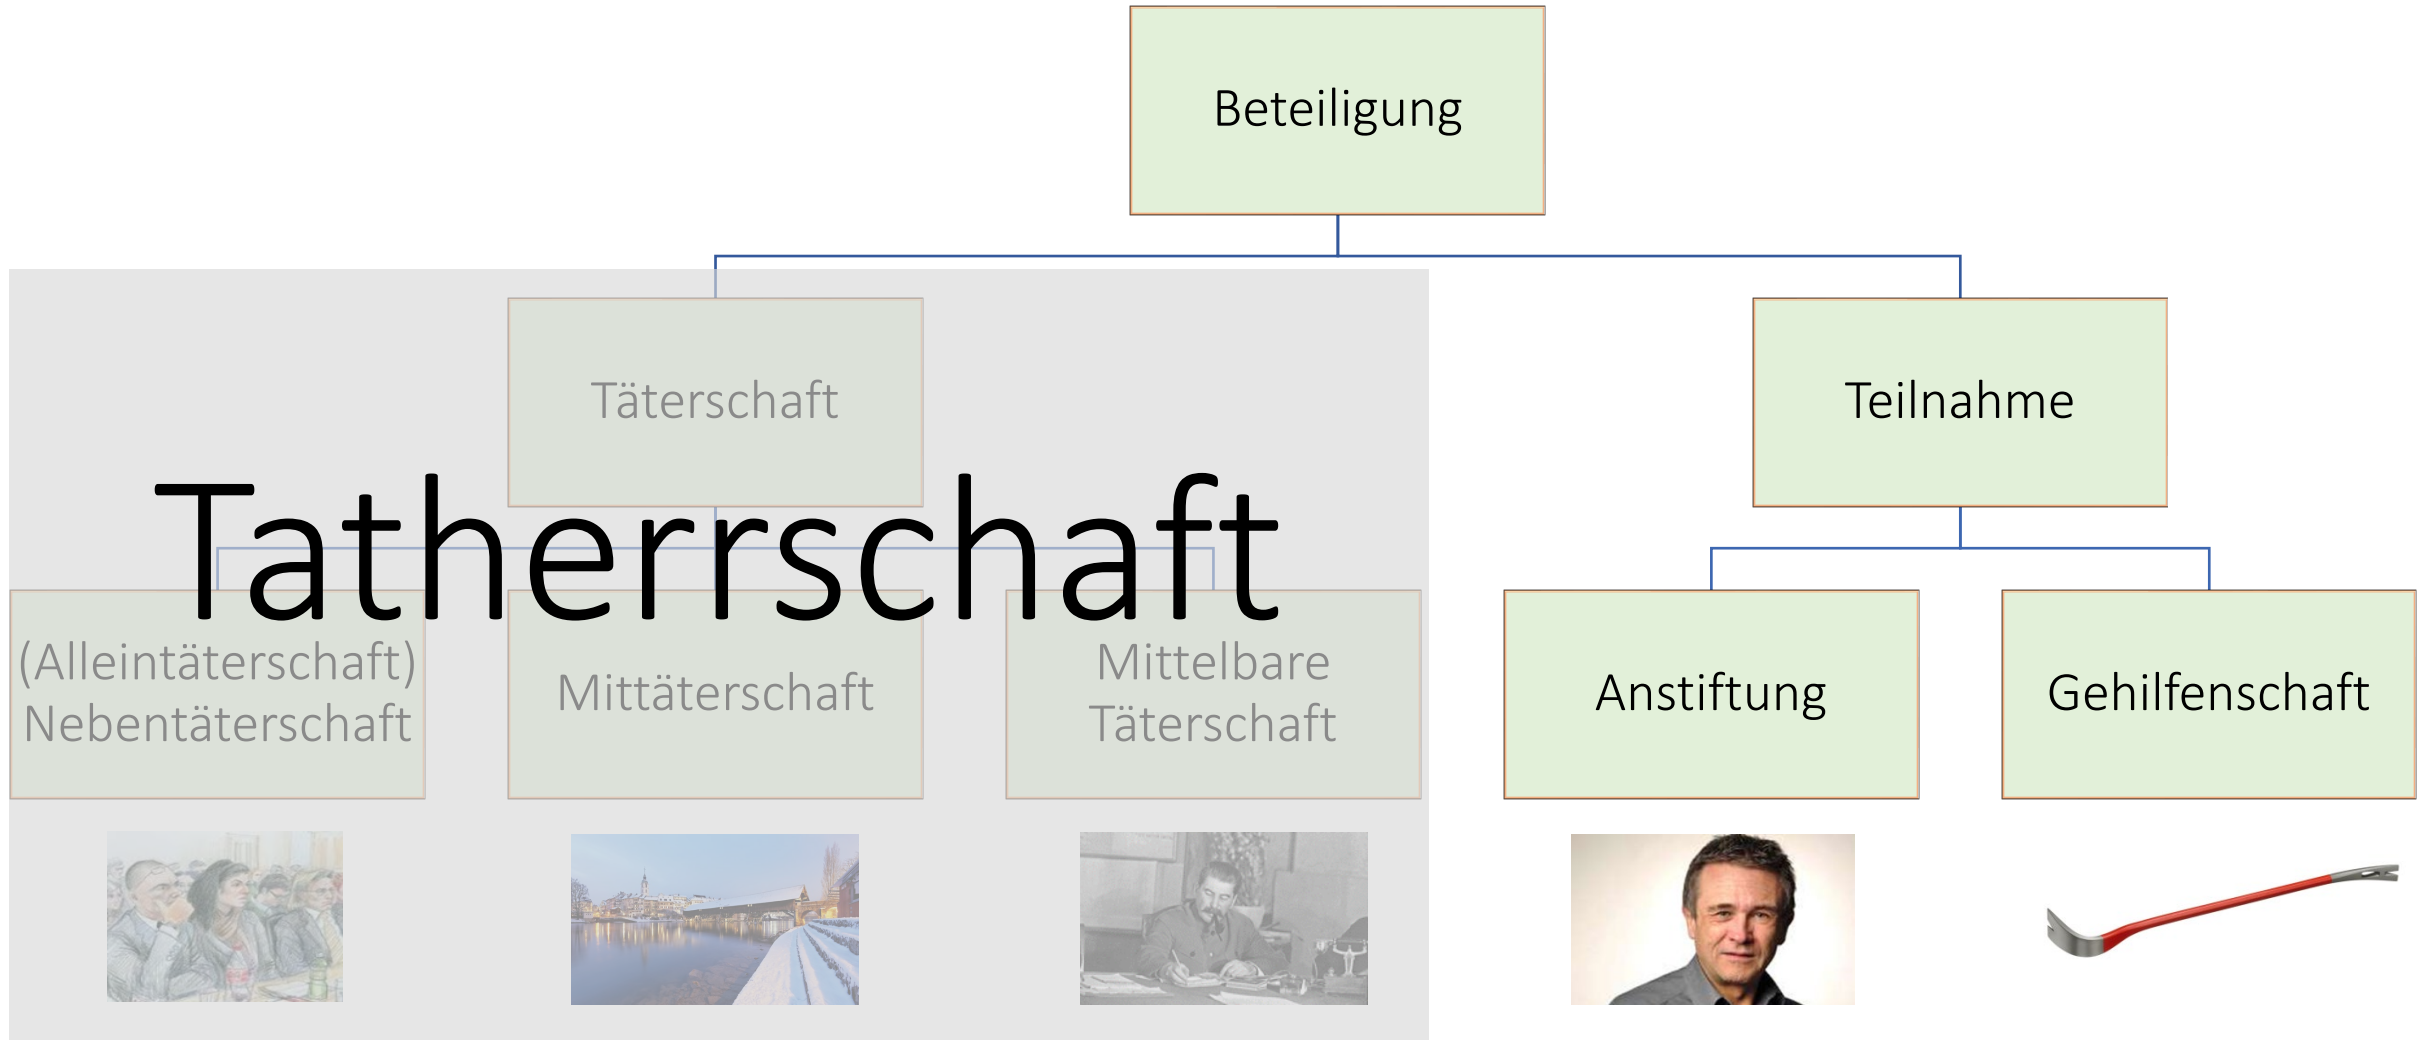 Beteiligung
Täterschaft
Teilnahme
Tatherrschaft
(Alleintäterschaft)
Nebentäterschaft
Mittäterschaft
Mittelbare
Täterschaft
Anstiftung
Gehilfenschaft